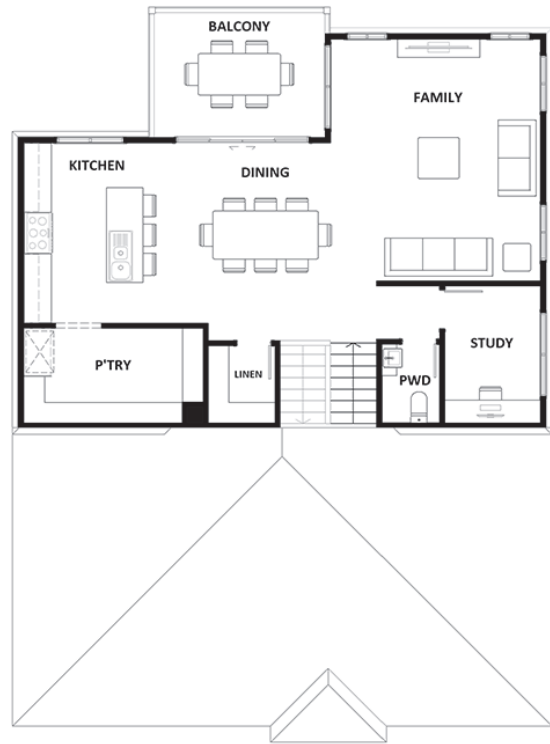 BALCONY
FAMILY
KITCHEN
DINING
STUDY
P'TRY
LINEN
PWD